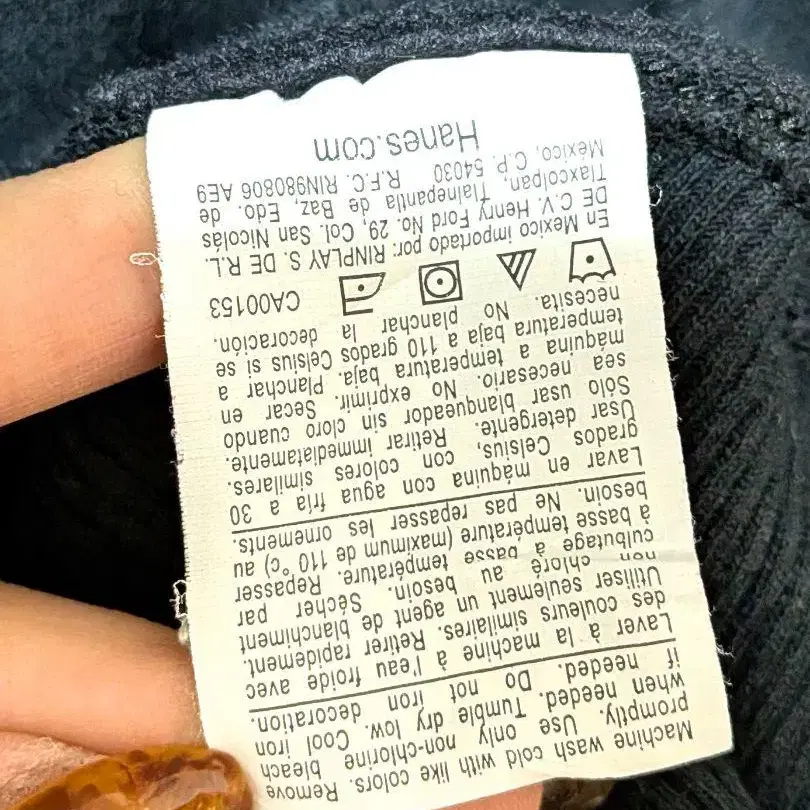 Machine wash cold with like colors. Remove
promptly. Use only non-chlorine bleach
when needed. Tumble dry low. Cool iron
if needed. Do not iron decoration.
Laver à la machine à l'eau froide avec
des couleurs similaires. Retirer rapidement.
Utiliser seulement un agent de blanchiment
non chloré au besoin. Sécher par
culbutage à basse température. Repasser
à basse température (maximum de 110 °c) au
besoin. Ne pas repasser les ornements.
Lavar en máquina con agua fría a 30
grados Celsius, con colores similares.
Usar detergente. Retirar immediatamente.
Sólo usar blanqueador sin cloro cuando
sea necesario. No exprimir. Secar en
máquina a temperatura baja. Planchar a
temperatura baja a 110 grados Celsius si se
necesita. No planchar la decoración.
CA00153
En Mexico importado por: RINPLAY S. DE R.L.
DE C.V. Henry Ford No. 29, Col. San Nicolás
Tlaxcolpan, Tlalnepantla de Baz, Edo. de
México, C.P. 54030 R.F.C. RIN980806 AE9
Hanes.com